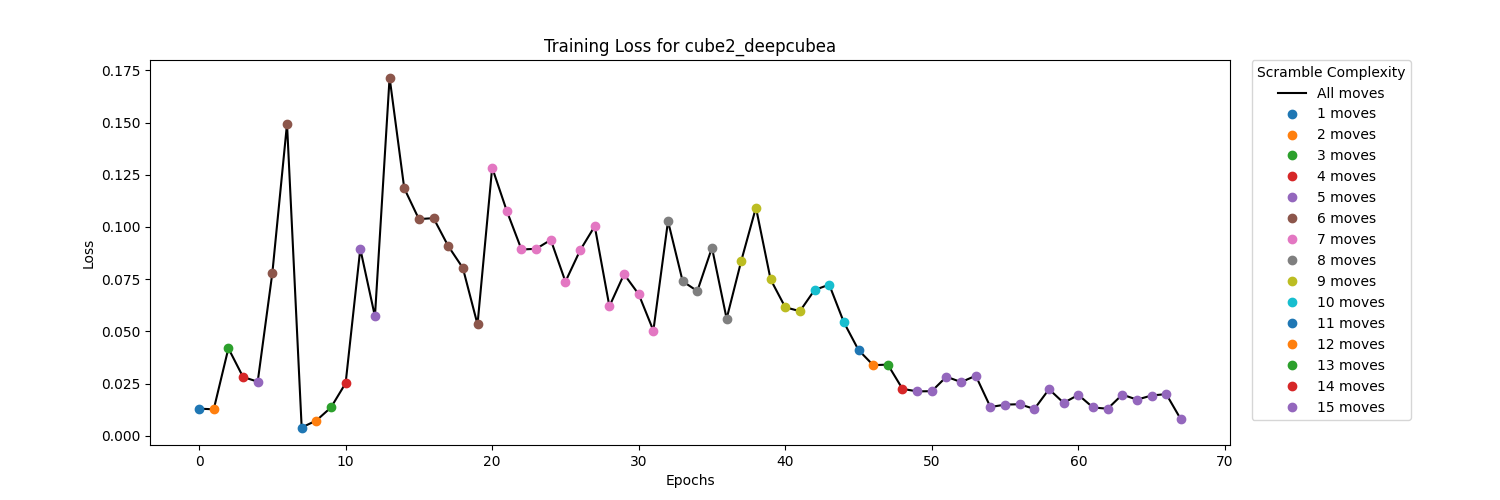 Training Loss for cube2_deepcubea
Loss
0.175
0.150
0.125
0.100
0.075
0.050
0.025
0.000
0 10 20 30 40 50 60 70
Epochs
Scramble Complexity
All moves
1 moves
2 moves
3 moves
4 moves
5 moves
6 moves
7 moves
8 moves
9 moves
10 moves
11 moves
12 moves
13 moves
14 moves
15 moves